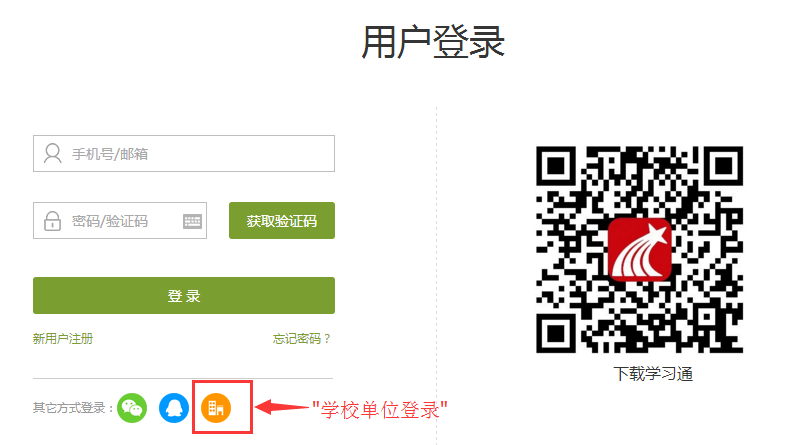 用户登录
手机号/邮箱
密码/验证码
获取验证码
登 录
新用户注册
忘记密码？
其它方式登录：
"学校单位登录"
下载学习通